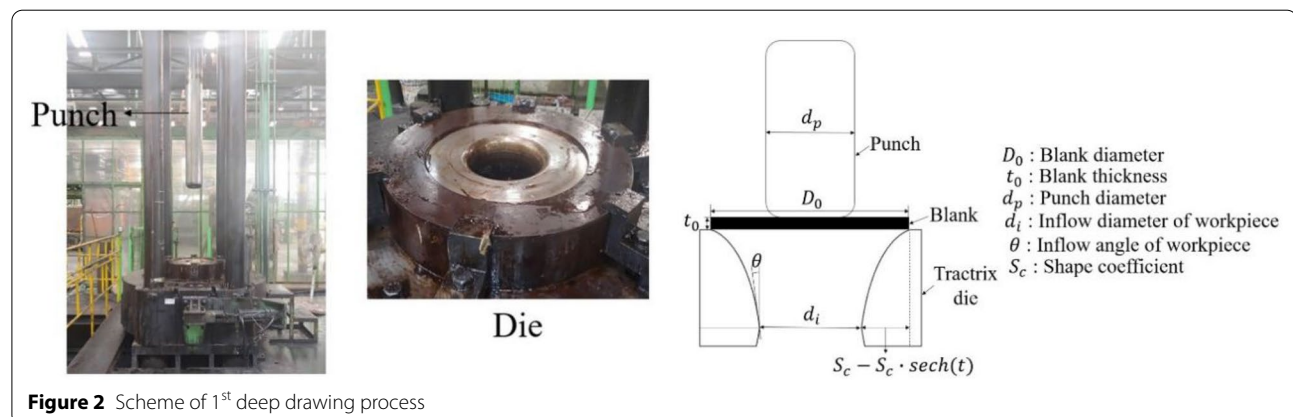 Punch
Die
d_p
Punch
D_0
Blank
t_0
θ
Tractrix
die
d_i
S_c − S_c · sech(t)
D_0 : Blank diameter
t_0 : Blank thickness
d_p : Punch diameter
d_i : Inflow diameter of workpiece
θ : Inflow angle of workpiece
S_c : Shape coefficient
Figure 2 Scheme of 1st deep drawing process